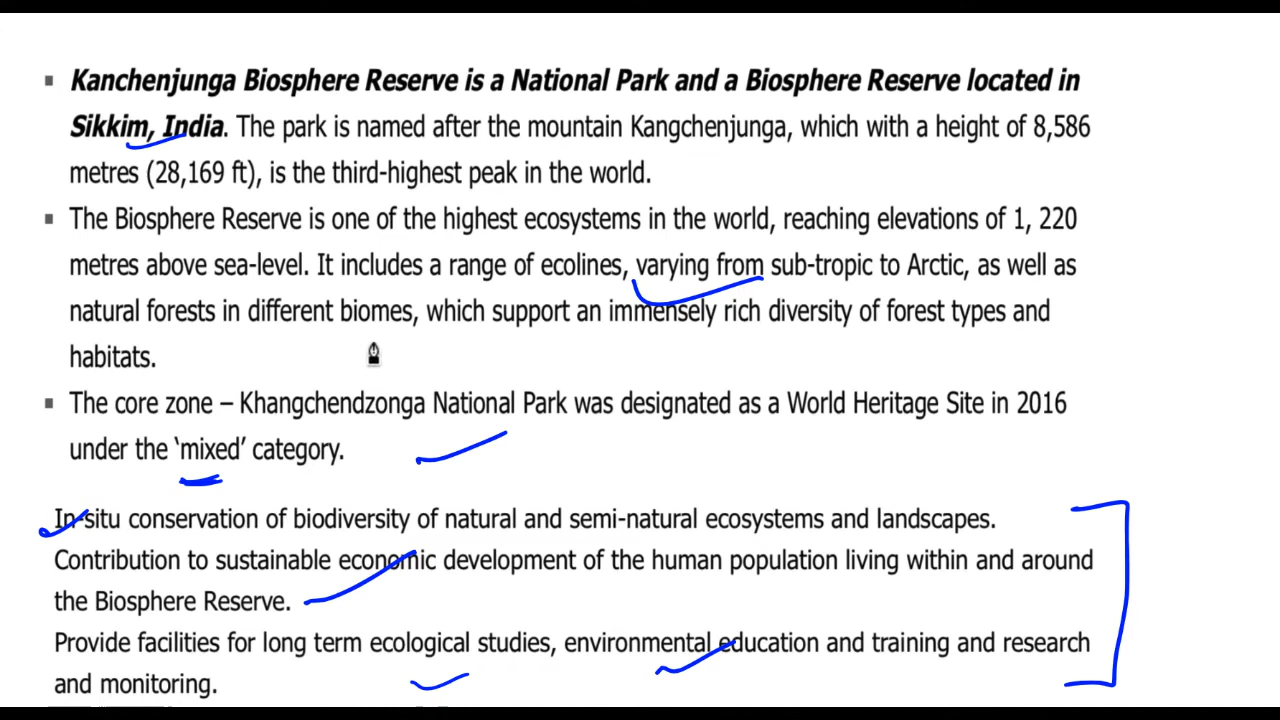 Kanchenjunga Biosphere Reserve is a National Park and a Biosphere Reserve located in
Sikkim, India. The park is named after the mountain Kangchenjunga, which with a height of 8,586
metres (28,169 ft), is the third-highest peak in the world.
The Biosphere Reserve is one of the highest ecosystems in the world, reaching elevations of 1, 220
metres above sea-level. It includes a range of ecolines, varying from sub-tropic to Arctic, as well as
natural forests in different biomes, which support an immensely rich diversity of forest types and
habitats.
The core zone – Khangchendzonga National Park was designated as a World Heritage Site in 2016
under the ‘mixed’ category.
In-situ conservation of biodiversity of natural and semi-natural ecosystems and landscapes.
Contribution to sustainable economic development of the human population living within and around
the Biosphere Reserve.
Provide facilities for long term ecological studies, environmental education and training and research
and monitoring.